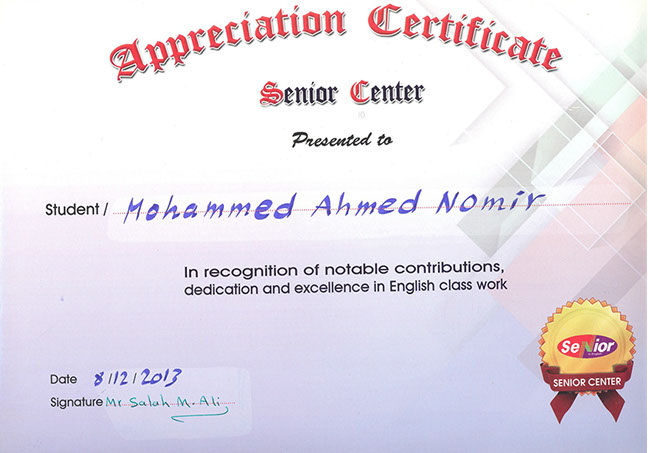 Appreciation Certificate
Senior Center
Presented to
Student / Mohammed Ahmed Nomir
In recognition of notable contributions,
dedication and excellence in English class work
Senior
SENIOR CENTER
Date 8/12/2013
Signature Mr Salah M. Ali